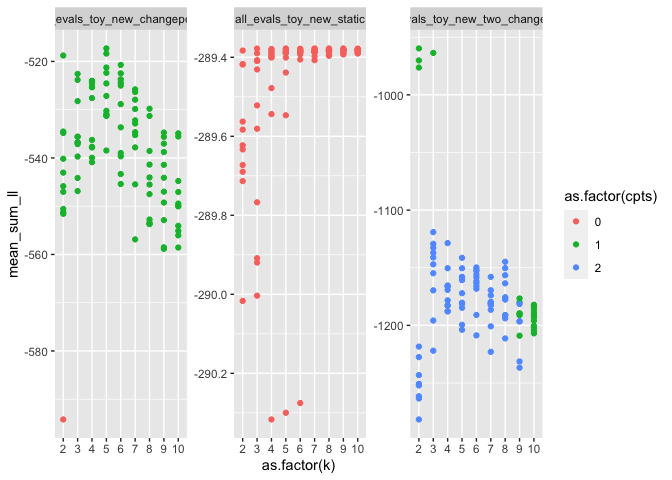 _evals_toy_new_changepo
all_evals_toy_new_static
vals_toy_new_two_change
-520
-540
-560
-580
-289.4
-289.6
-289.8
-290.0
-290.2
-1000
-1100
-1200
mean_sum_ll
2 3 4 5 6 7 8 9 10
2 3 4 5 6 7 8 9 10
2 3 4 5 6 7 8 9 10
as.factor(k)
as.factor(cpts)
0
1
2